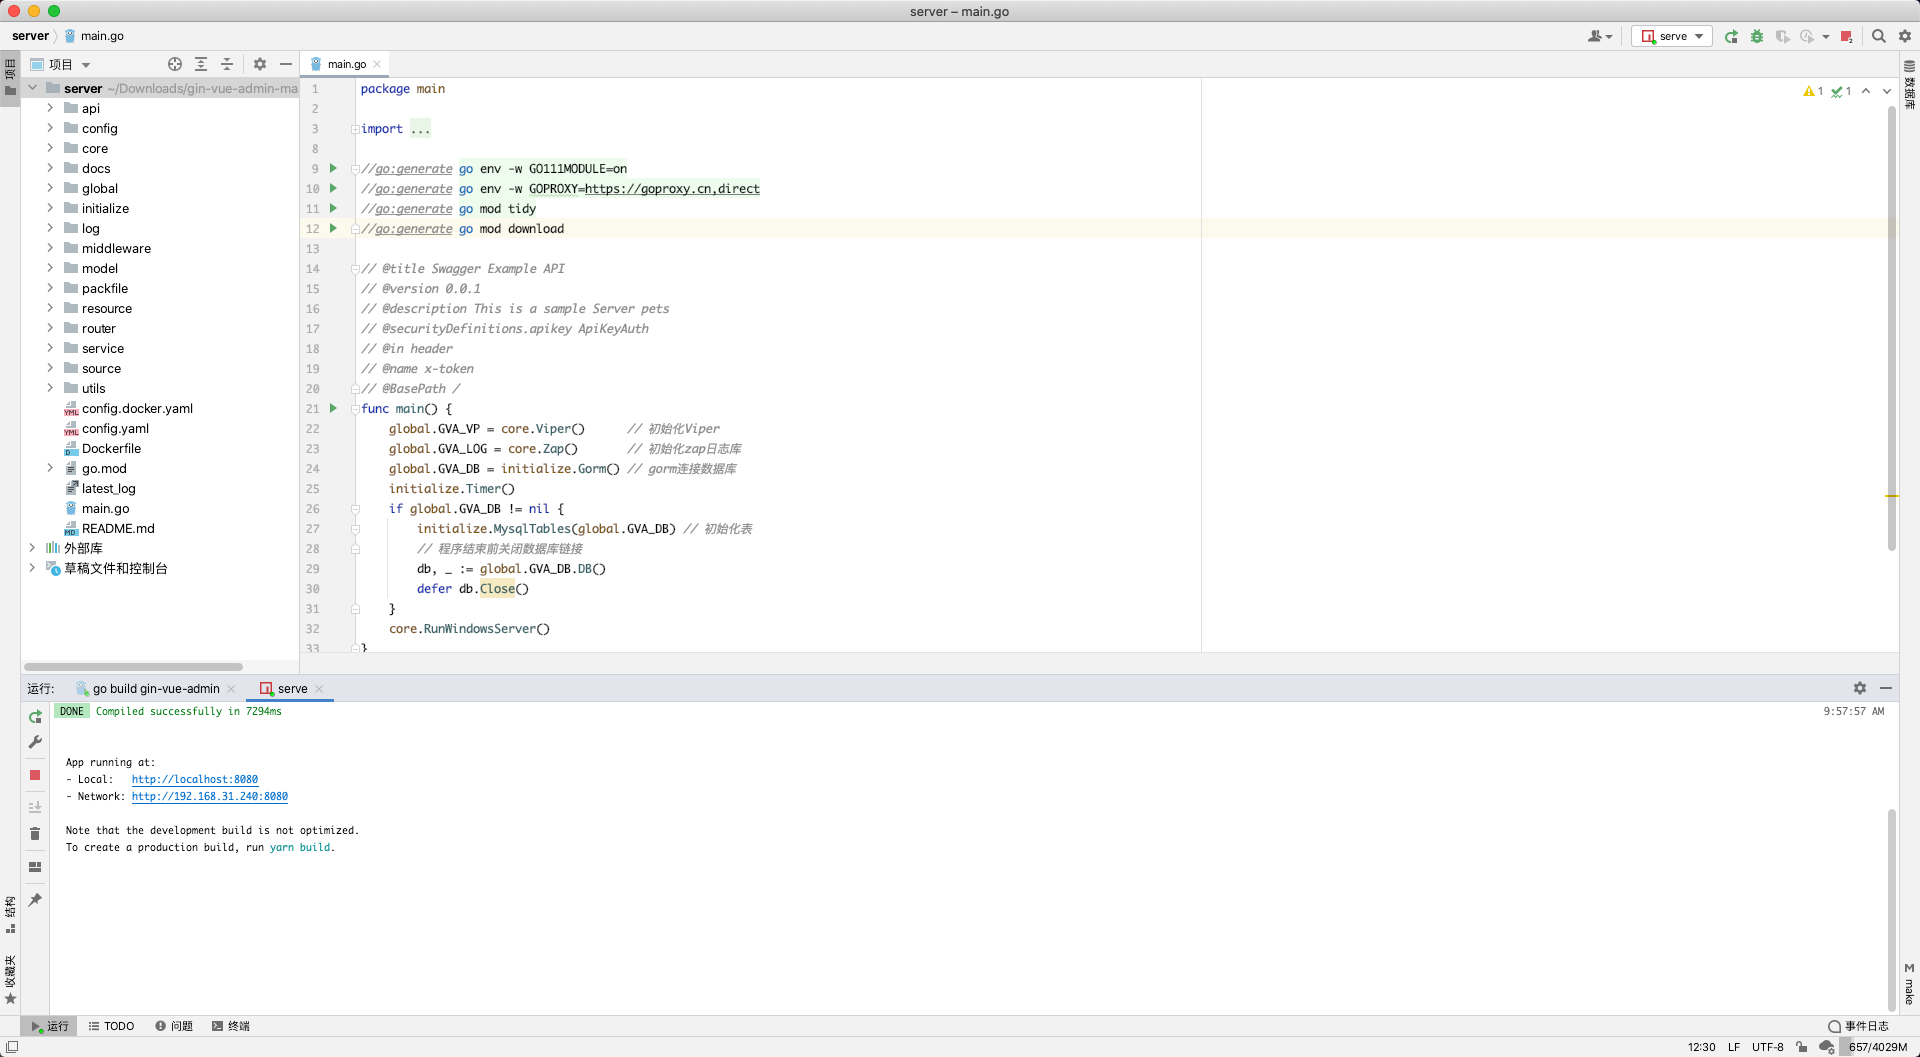 server – main.go
server main.go
serve
项目
项目
main.go
server ~/Downloads/gin-vue-admin-ma
api
config
core
docs
global
initialize
log
middleware
model
packfile
resource
router
service
source
utils
config.docker.yaml
config.yaml
Dockerfile
go.mod
latest_log
main.go
README.md
外部库
草稿文件和控制台
1 package main
2
3 import ...
8
9 //go:generate go env -w GO111MODULE=on
10 //go:generate go env -w GOPROXY=https://goproxy.cn,direct
11 //go:generate go mod tidy
12 //go:generate go mod download
13
14 // @title Swagger Example API
15 // @version 0.0.1
16 // @description This is a sample Server pets
17 // @securityDefinitions.apikey ApiKeyAuth
18 // @in header
19 // @name x-token
20 // @BasePath /
21 func main() {
22 global.GVA_VP = core.Viper() // 初始化Viper
23 global.GVA_LOG = core.Zap() // 初始化zap日志库
24 global.GVA_DB = initialize.Gorm() // gorm连接数据库
25 initialize.Timer()
26 if global.GVA_DB != nil {
27 initialize.MysqlTables(global.GVA_DB) // 初始化表
28 // 程序结束前关闭数据库链接
29 db, _ := global.GVA_DB.DB()
30 defer db.Close()
31 }
32 core.RunWindowsServer()
33 }
1 1
数据库
运行: go build gin-vue-admin serve
DONE Compiled successfully in 7294ms 9:57:57 AM
App running at:
- Local: http://localhost:8080
- Network: http://192.168.31.240:8080
Note that the development build is not optimized.
To create a production build, run yarn build.
结构
收藏夹
M make
运行 TODO 问题 终端 事件日志
12:30 LF UTF-8 657/4029M